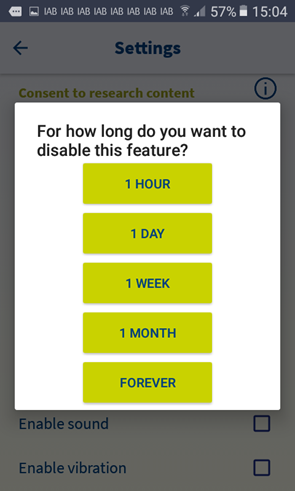 IAB IAB IAB IAB IAB IAB IAB IAB 57% 15:04
Settings
Consent to research content
For how long do you want to
disable this feature?
1 HOUR
1 DAY
1 WEEK
1 MONTH
FOREVER
Enable sound
Enable vibration